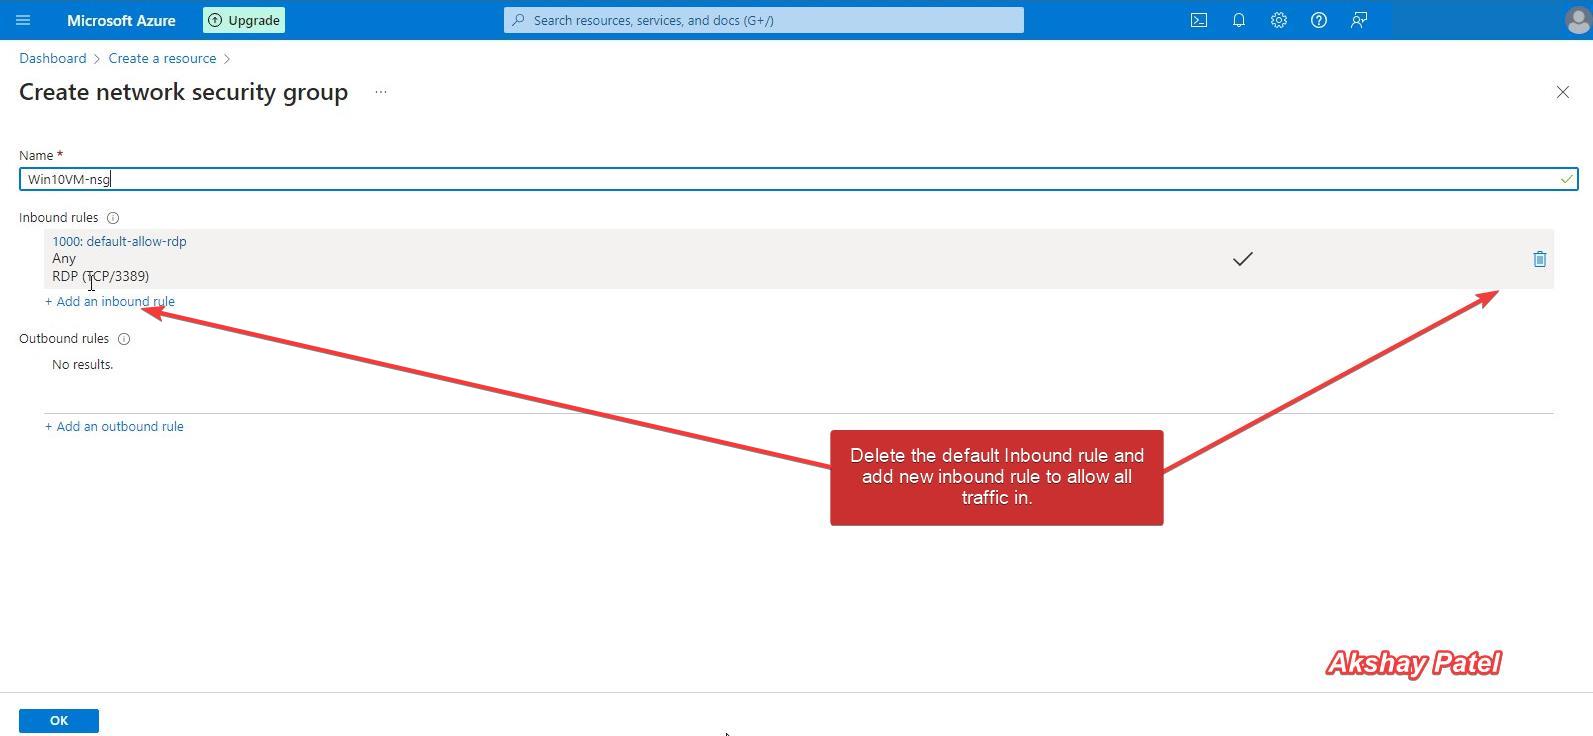 Microsoft Azure
Upgrade
Search resources, services, and docs (G+/)
Dashboard > Create a resource >
Create network security group ...
Name *
Win10VM-nsg
Inbound rules
1000: default-allow-rdp
Any
RDP (TCP/3389)
+ Add an inbound rule
Outbound rules
No results.
+ Add an outbound rule
Delete the default Inbound rule and
add new inbound rule to allow all
traffic in.
Akshay Patel
OK